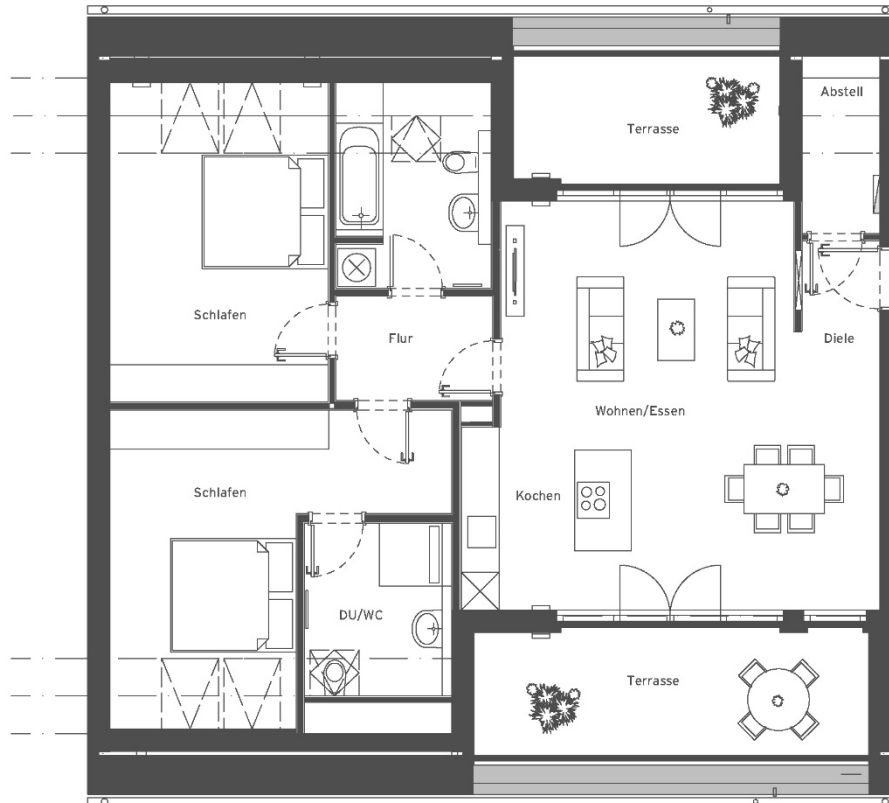 Abstell
Terrasse
Schlafen
Flur
Diele
Wohnen/Essen
Schlafen
Kochen
DU/WC
Terrasse